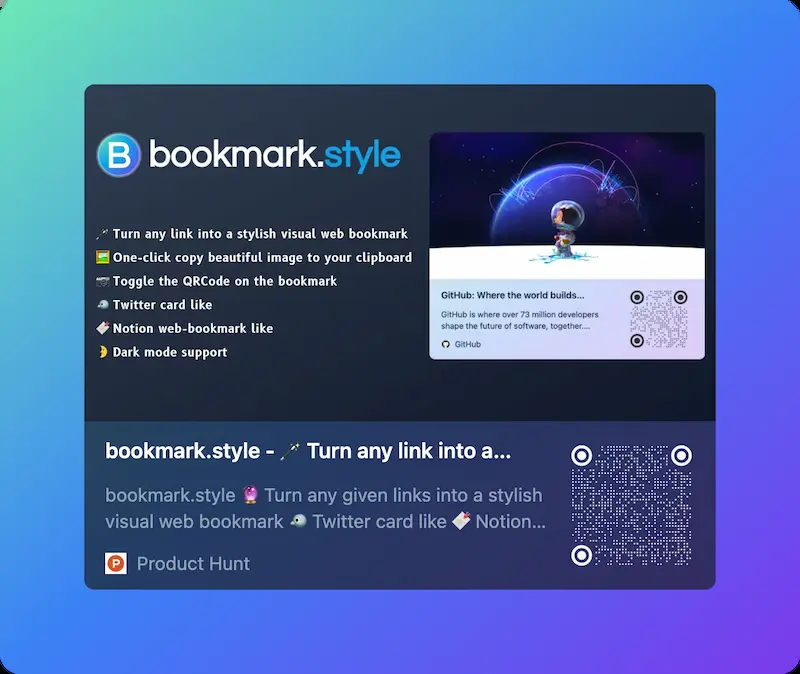 B bookmark.style
🪄 Turn any link into a stylish visual web bookmark
🖼️ One-click copy beautiful image to your clipboard
Toggle the QRCode on the bookmark
Twitter card like
Notion web-bookmark like
🌛 Dark mode support
GitHub: Where the world builds...
GitHub is where over 73 million developers
shape the future of software, together....
GitHub
bookmark.style - 🪄 Turn any link into a...
bookmark.style 🔮 Turn any given links into a stylish
visual web bookmark Twitter card like Notion...
P Product Hunt